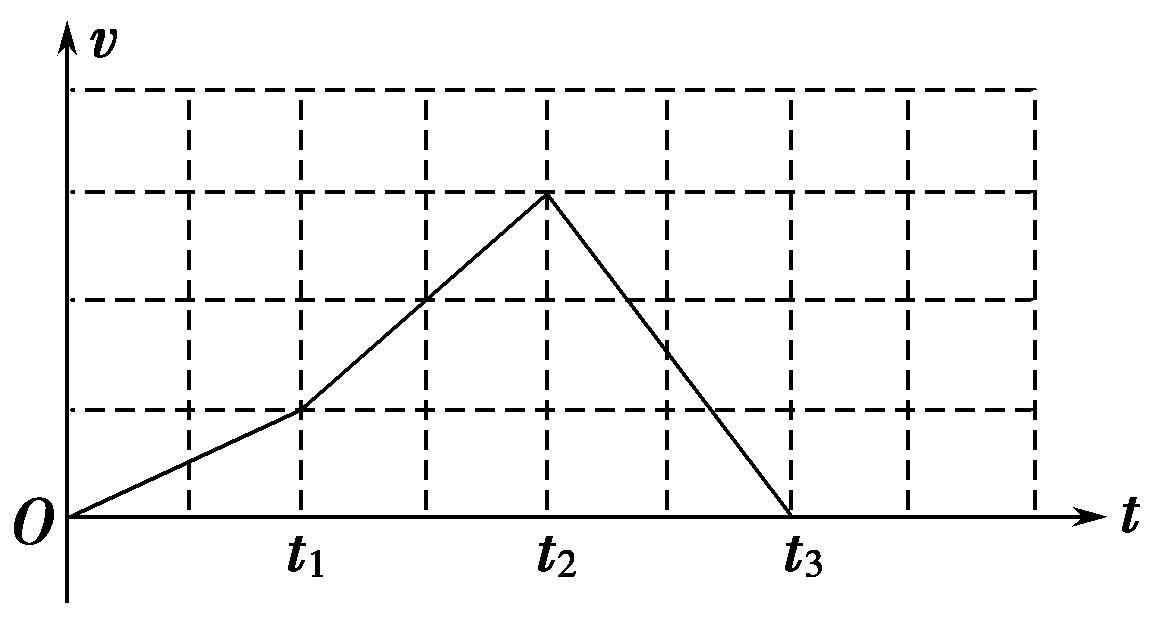 v
O
t₁ t₂ t₃ t